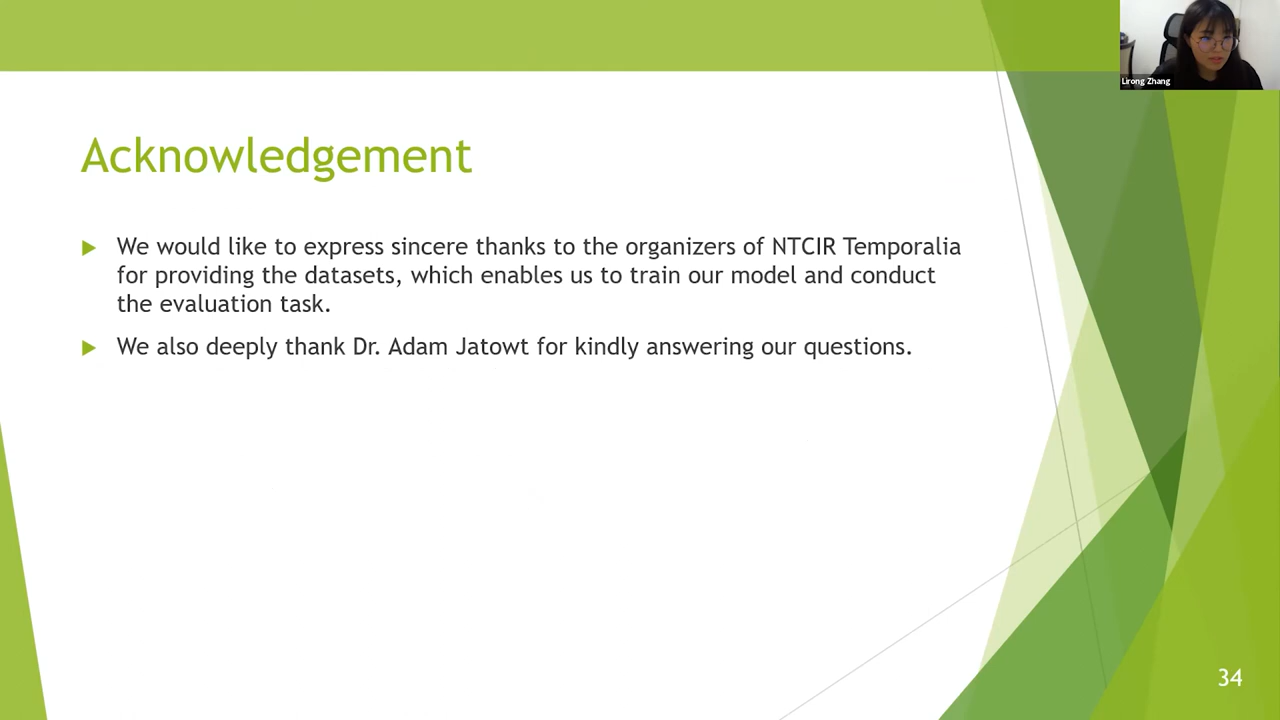 Lirong Zhang
Acknowledgement
We would like to express sincere thanks to the organizers of NTCIR Temporalia
for providing the datasets, which enables us to train our model and conduct
the evaluation task.
We also deeply thank Dr. Adam Jatowt for kindly answering our questions.
34